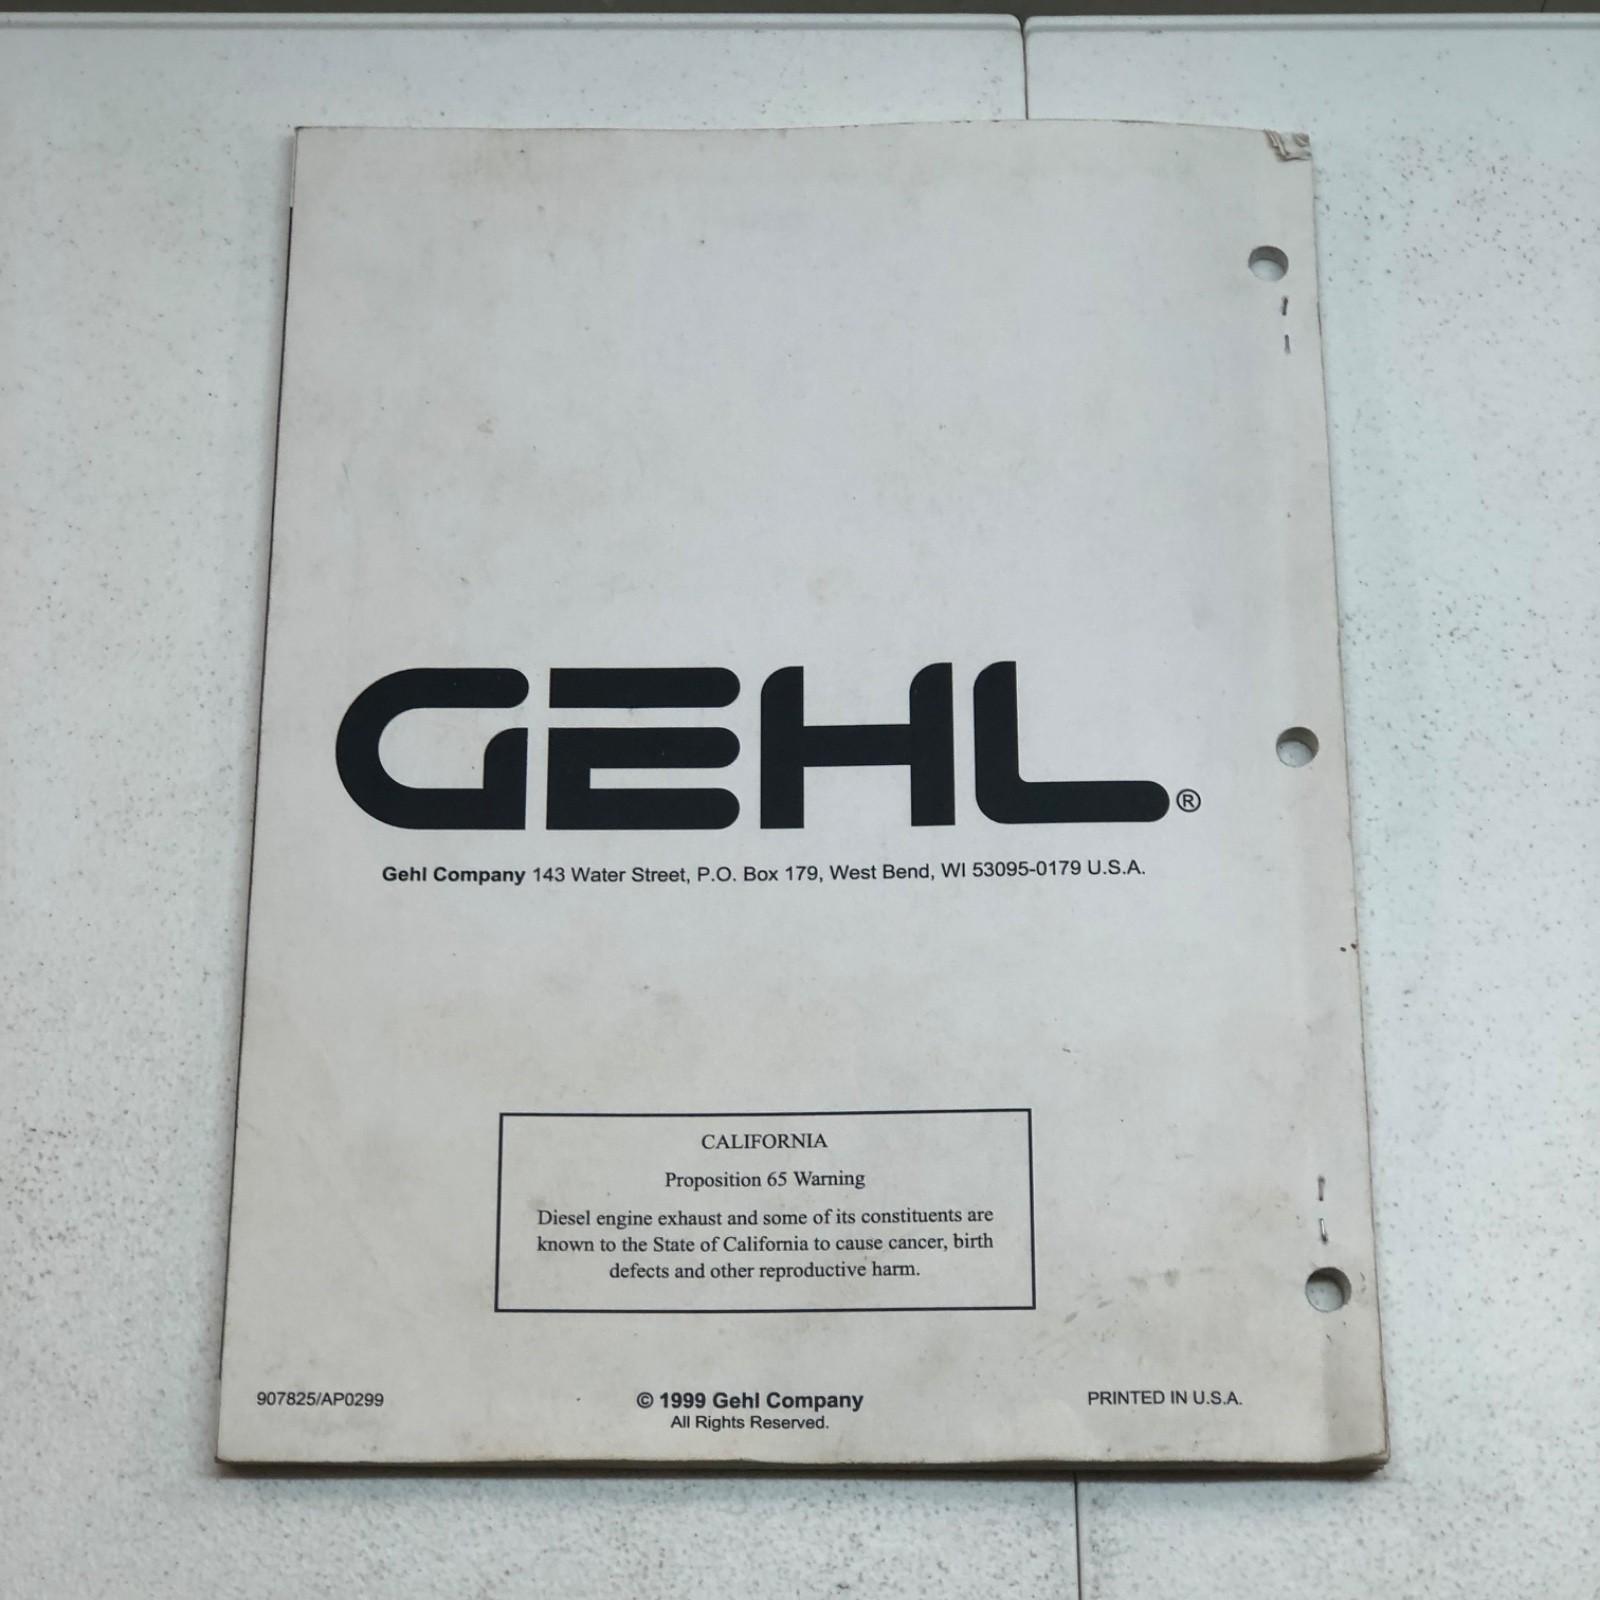 GEHL®
Gehl Company 143 Water Street, P.O. Box 179, West Bend, WI 53095-0179 U.S.A.
CALIFORNIA
Proposition 65 Warning
Diesel engine exhaust and some of its constituents are
known to the State of California to cause cancer, birth
defects and other reproductive harm.
907825/AP0299
© 1999 Gehl Company
All Rights Reserved.
PRINTED IN U.S.A.